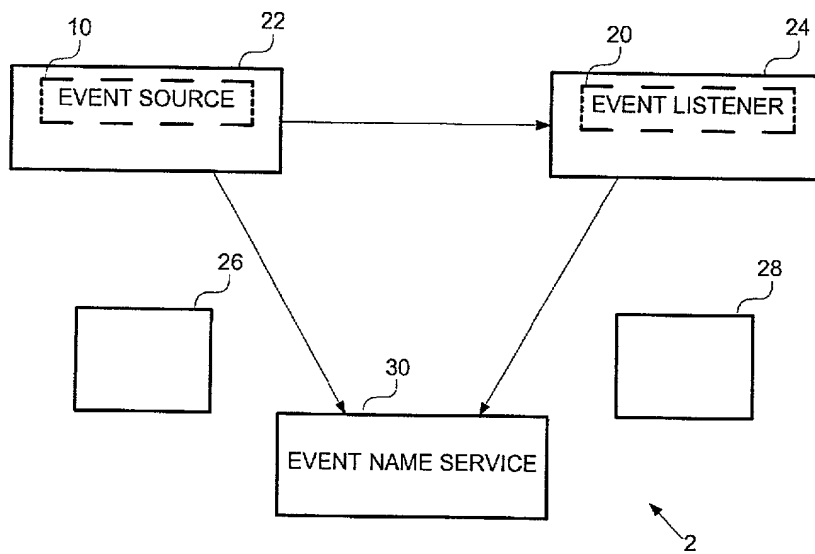 10
22
20
24
EVENT SOURCE
EVENT LISTENER
26
28
30
EVENT NAME SERVICE
2